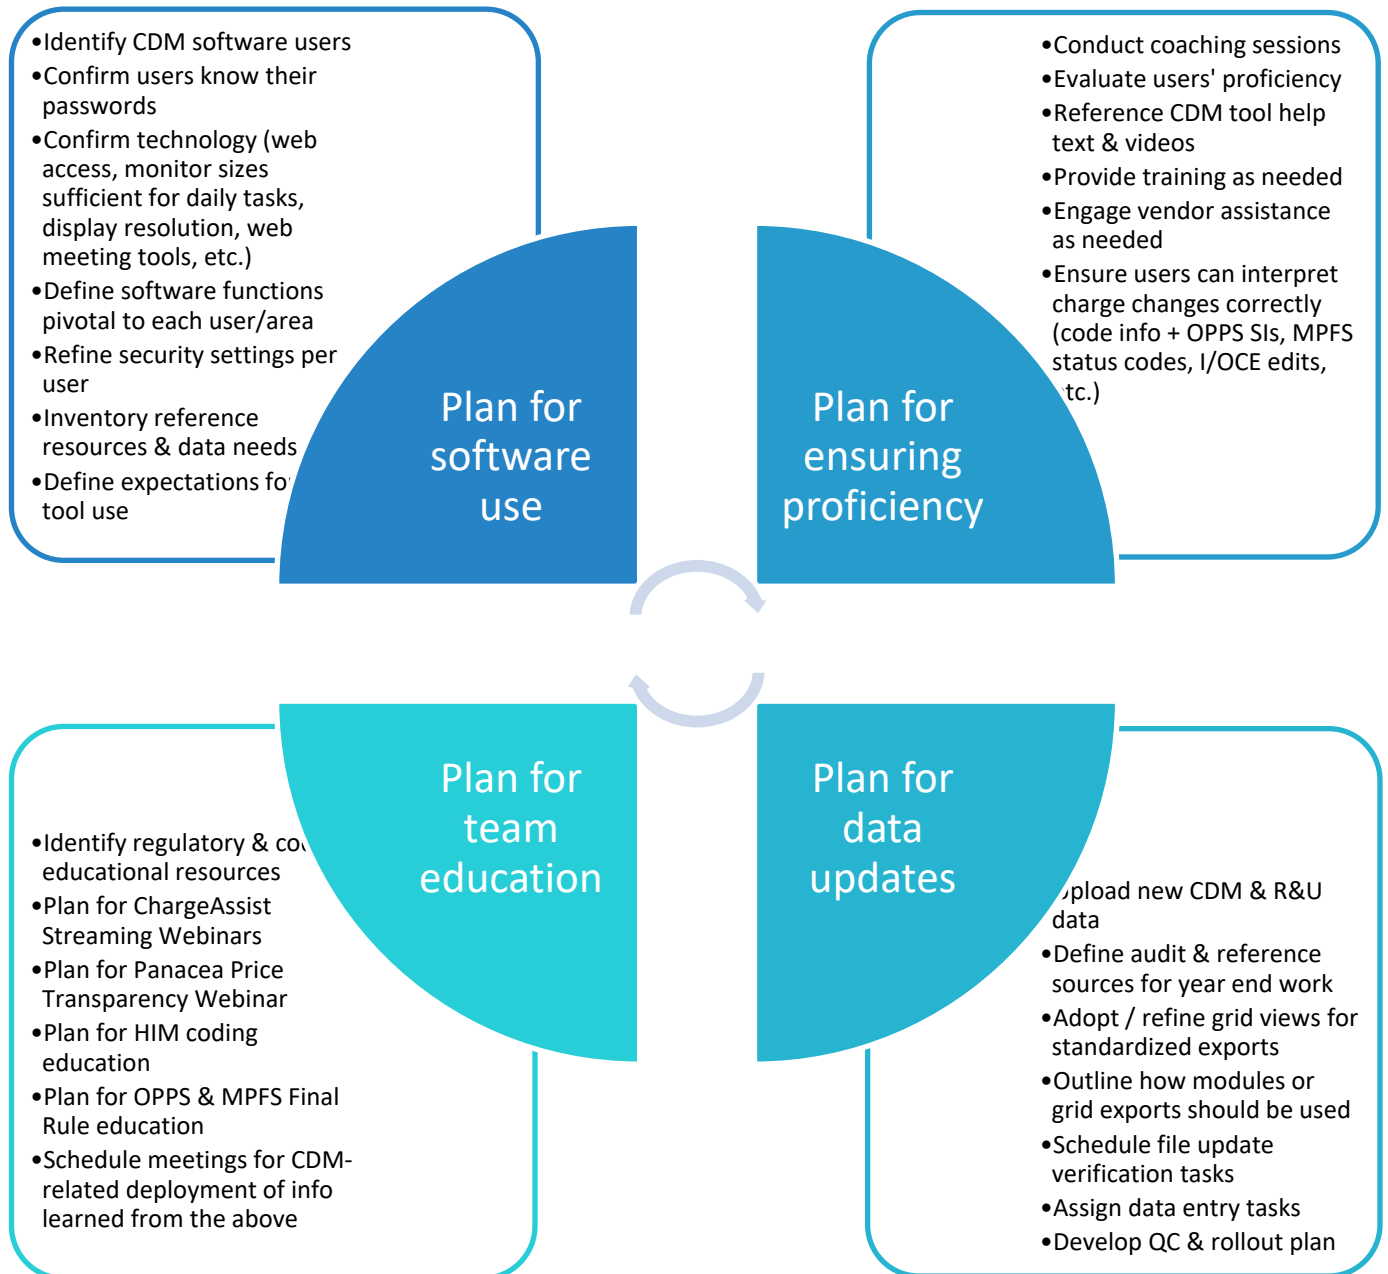 •Identify CDM software users
•Confirm users know their
passwords
•Confirm technology (web
access, monitor sizes
sufficient for daily tasks,
display resolution, web
meeting tools, etc.)
•Define software functions
pivotal to each user/area
•Refine security settings per
user
•Inventory reference
resources & data needs
•Define expectations for
tool use
Plan for
software
use
•Conduct coaching sessions
•Evaluate users' proficiency
•Reference CDM tool help
text & videos
•Provide training as needed
•Engage vendor assistance
as needed
•Ensure users can interpret
charge changes correctly
(code info + OPPS SIs, MPFS
status codes, I/OCE edits,
etc.)
Plan for
ensuring
proficiency
•Identify regulatory &
educational resources
•Plan for ChargeAssist
Streaming Webinars
•Plan for Panacea Price
Transparency Webinar
•Plan for HIM coding
education
•Plan for OPPS & MPFS Final
Rule education
•Schedule meetings for CDM-
related deployment of info
learned from the above
Plan for
team
education
Plan for
data
updates
Upload new CDM & R&U
data
•Define audit & reference
sources for year end work
•Adopt / refine grid views for
standardized exports
•Outline how modules or
grid exports should be used
•Schedule file update
verification tasks
•Assign data entry tasks
•Develop QC & rollout plan